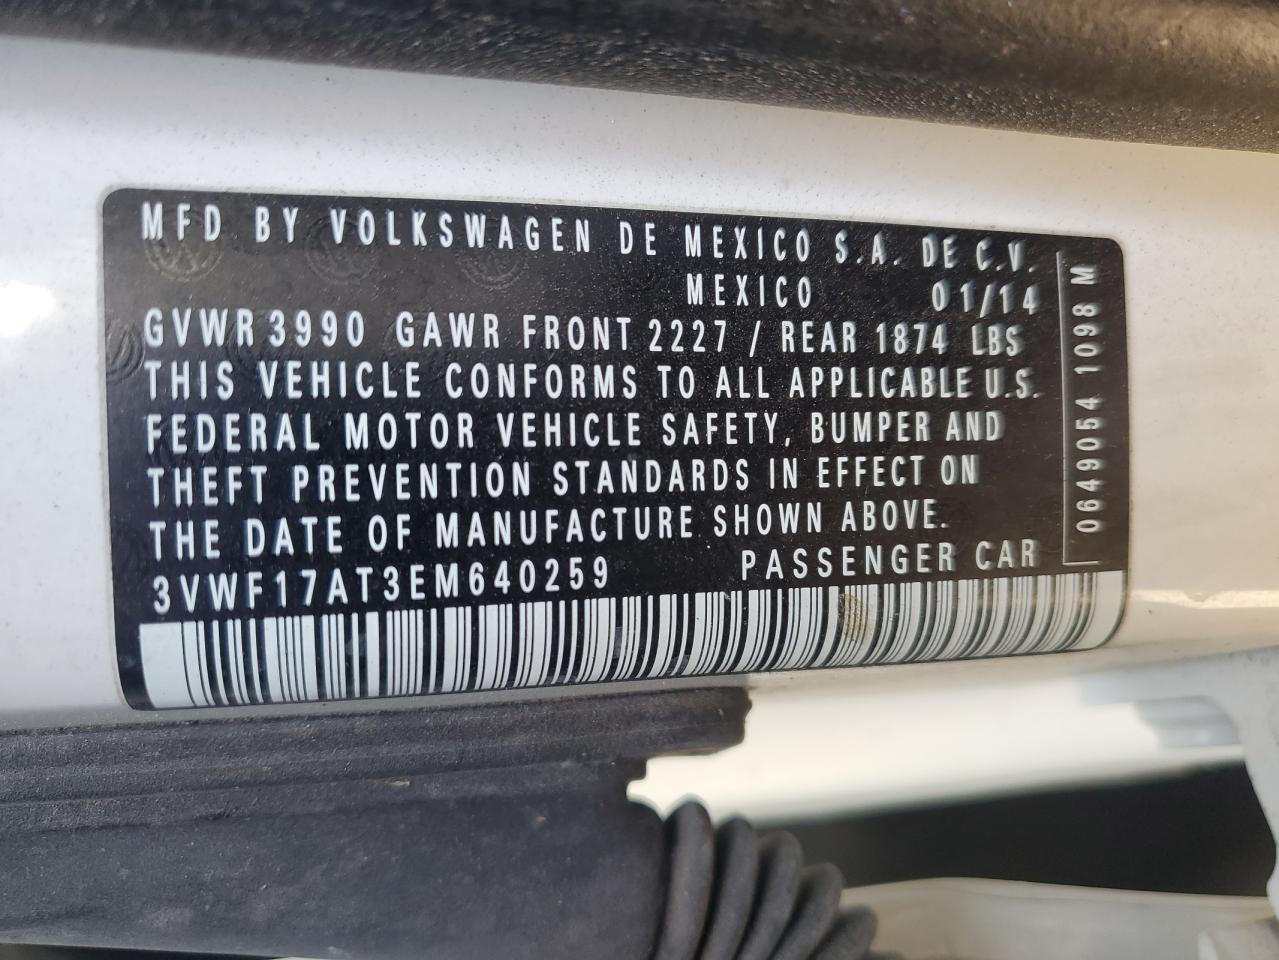 MFD BY VOLKSWAGEN DE MEXICO S.A. DE C.V.
MEXICO 01/14
GVWR 3990 GAWR FRONT 2227 / REAR 1874 LBS
THIS VEHICLE CONFORMS TO ALL APPLICABLE U.S.
FEDERAL MOTOR VEHICLE SAFETY, BUMPER AND
THEFT PREVENTION STANDARDS IN EFFECT ON
THE DATE OF MANUFACTURE SHOWN ABOVE.
3VWF17AT3EM640259 PASSENGER CAR
0649054 1098 M